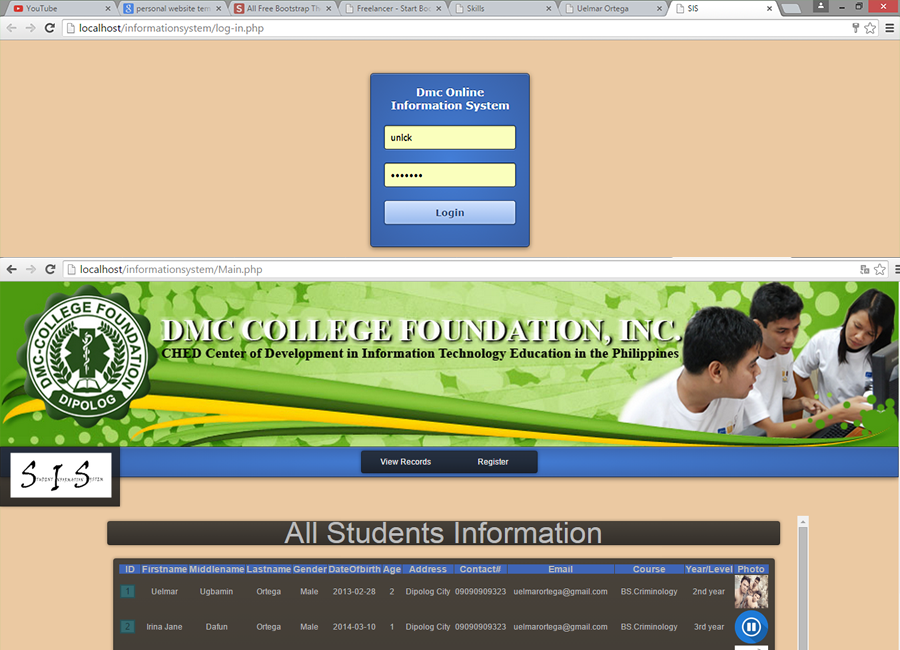 YouTube
personal website tem
All Free Bootstrap Th
Freelancer - Start Boo
Skills
Uelmar Ortega
SIS
localhost/informationsystem/log-in.php
Dmc Online
Information System
unick
•••••••
Login
localhost/informationsystem/Main.php
DMC-COLLEGE FOUNDATION, INC.
DIPOLOG
DMC COLLEGE FOUNDATION, INC.
CHED Center of Development in Information Technology Education in the Philippines
SIS
STUDENT INFORMATION SYSTEM
View Records Register
All Students Information
ID Firstname Middlename Lastname Gender DateOfbirth Age Address Contact# Email Course Year/Level Photo
1 Uelmar Ugbamin Ortega Male 2013-02-28 2 Dipolog City 09090909323 uelmarortega@gmail.com BS.Criminology 2nd year
2 Irina Jane Dafun Ortega Male 2014-03-10 1 Dipolog City 09090909323 uelmarortega@gmail.com BS.Criminology 3rd year